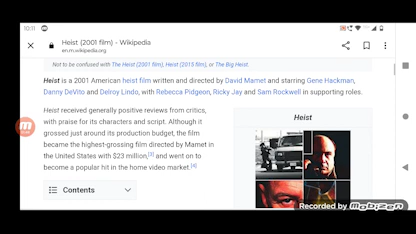 10:11
Heist (2001 film) - Wikipedia
en.m.wikipedia.org
Not to be confused with The Heist (2001 film), Heist (2015 film), or The Big Heist.
Heist is a 2001 American heist film written and directed by David Mamet and starring Gene Hackman,
Danny DeVito and Delroy Lindo, with Rebecca Pidgeon, Ricky Jay and Sam Rockwell in supporting roles.
Heist received generally positive reviews from critics,
with praise for its characters and script. Although it
grossed just around its production budget, the film
became the highest-grossing film directed by Mamet in
the United States with $23 million,[3] and went on to
become a popular hit in the home video market.[4]
Contents
Heist
Recorded by
Mobizen